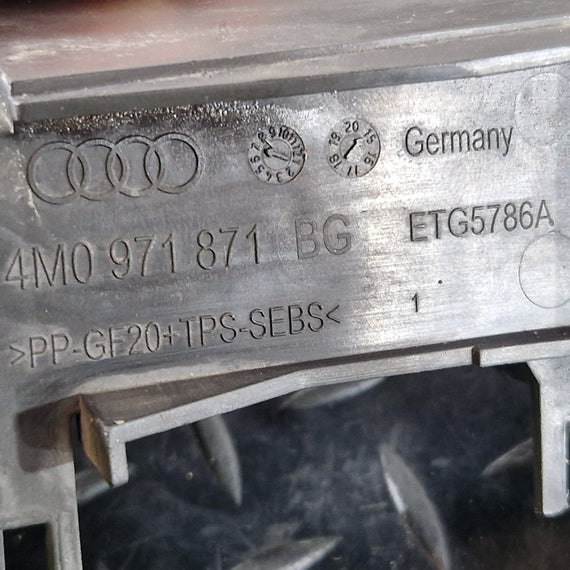 Germany
4M0 971 871 BG
ETG5786A
>PP-GF20+TPS-SEBS<
1